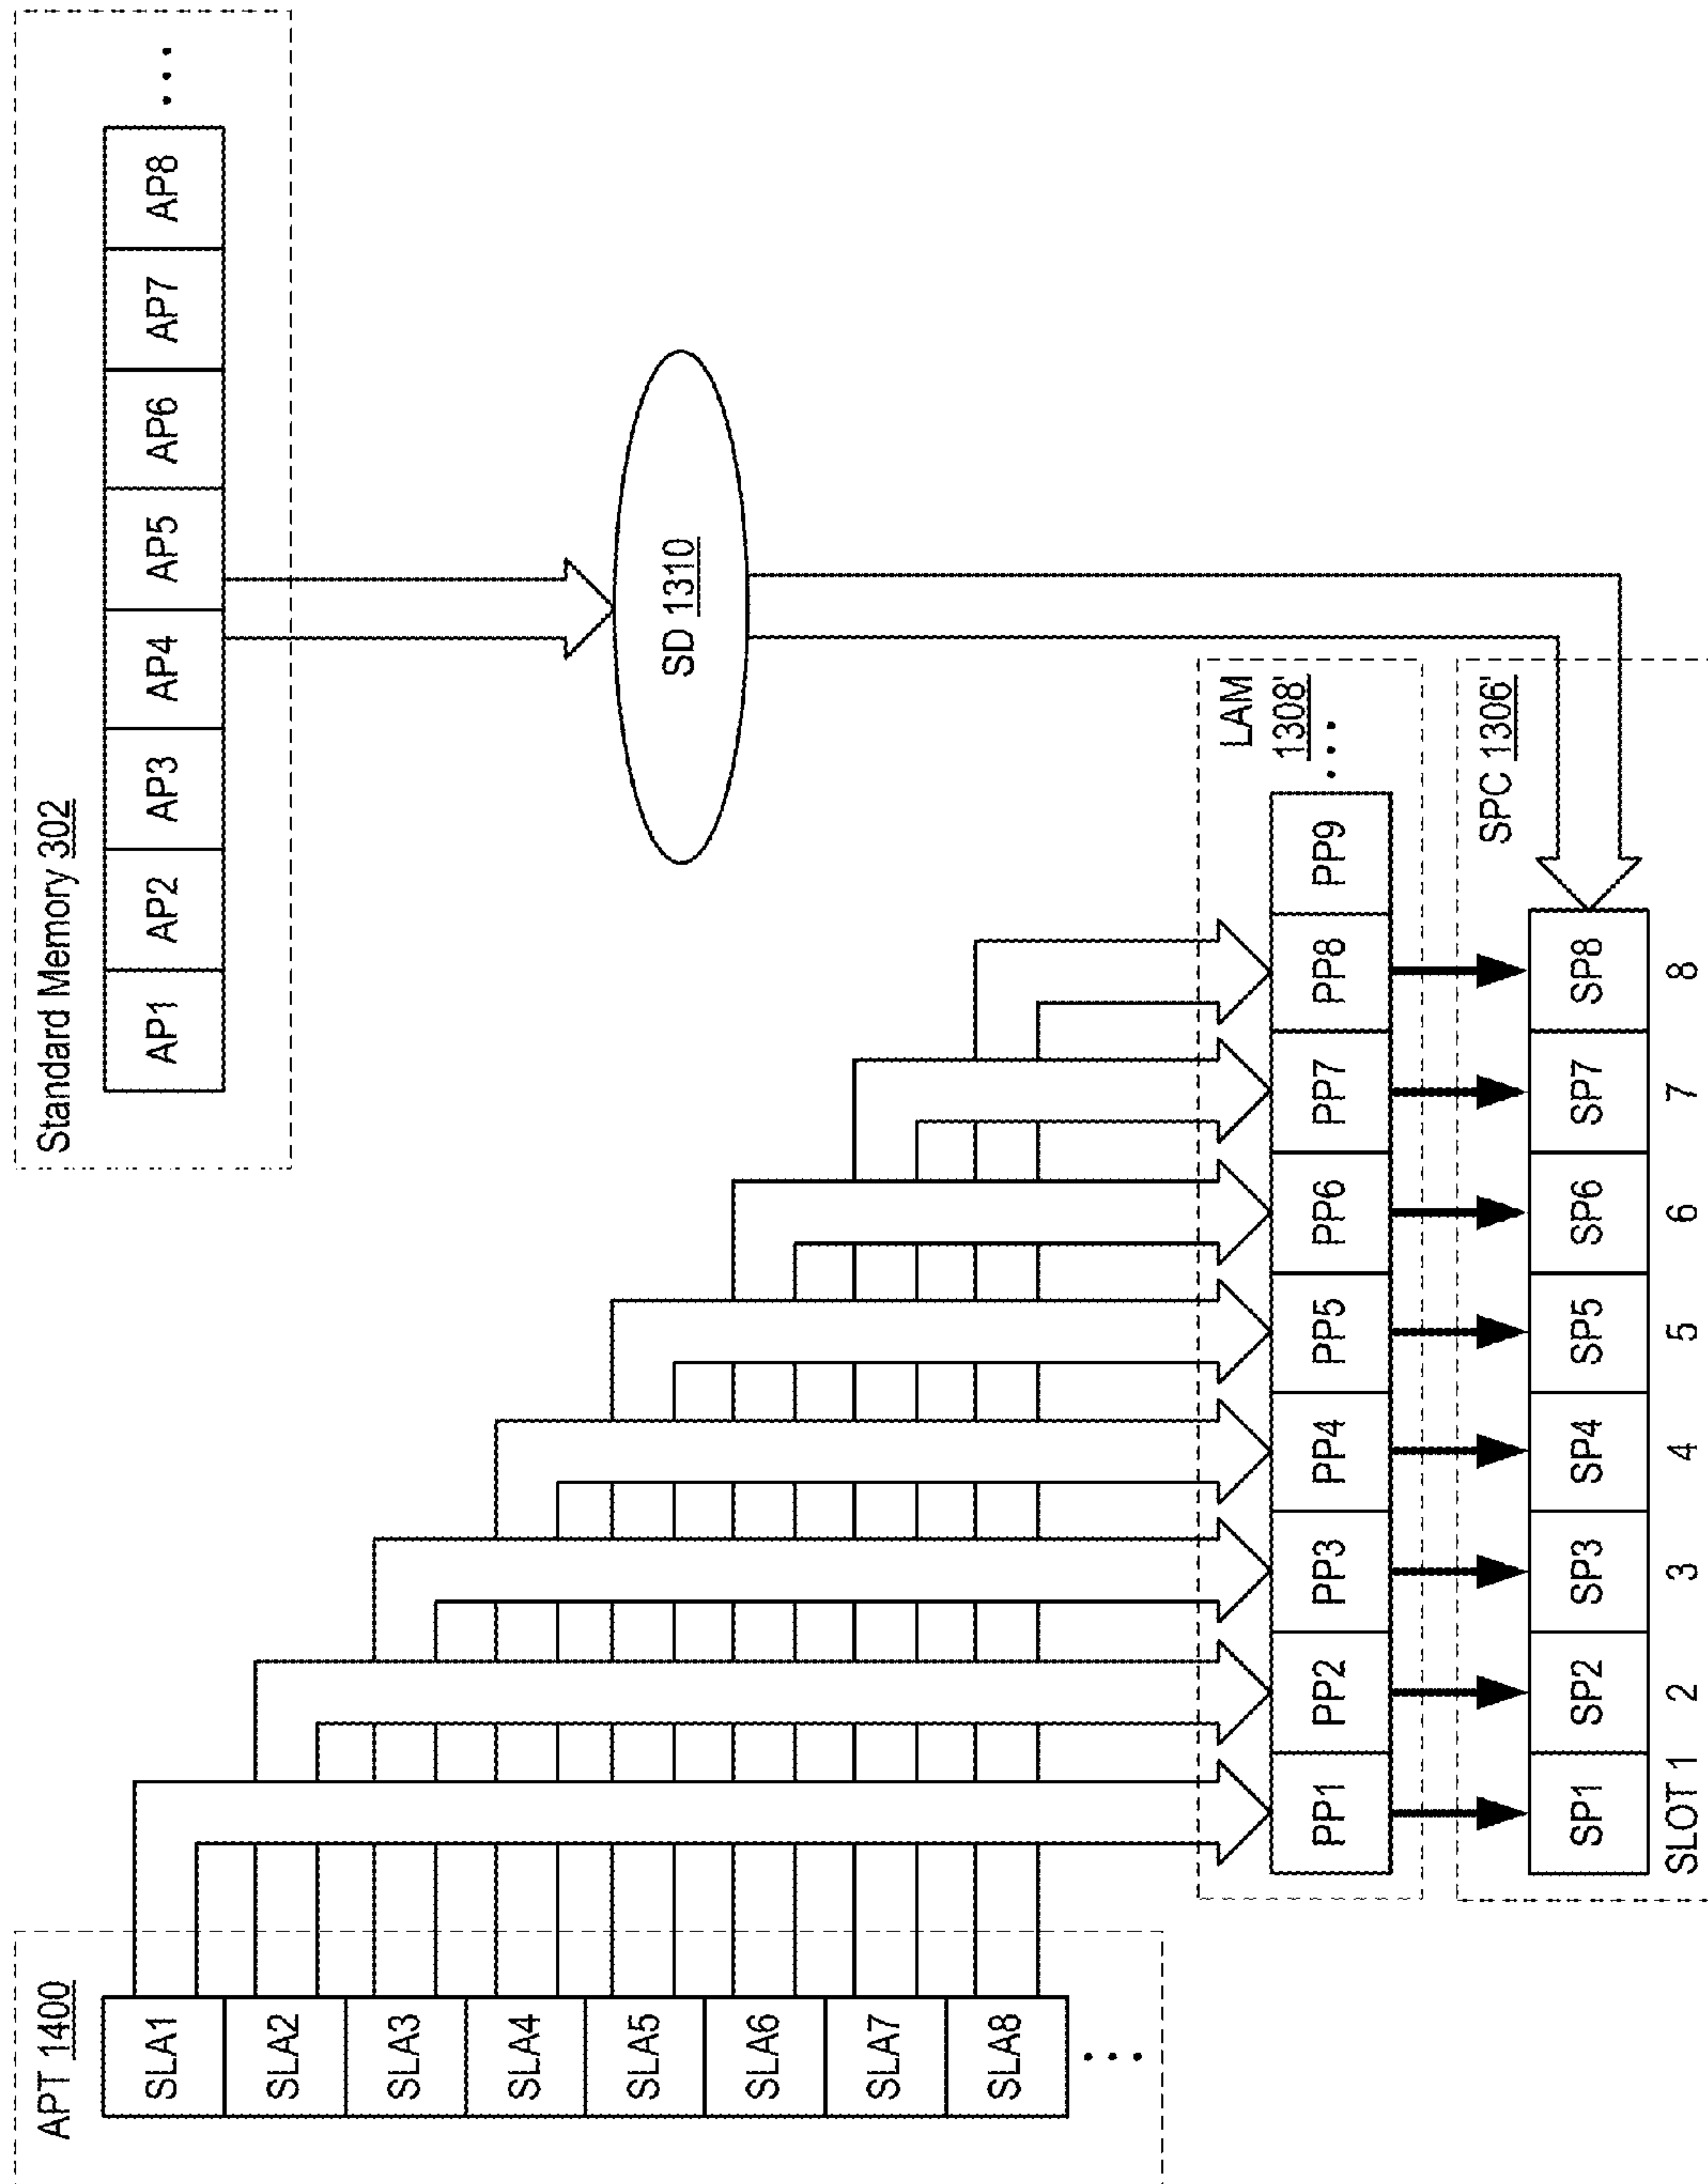 APT 1400
SLA1
SLA2
SLA3
SLA4
SLA5
SLA6
SLA7
SLA8
...
Standard Memory 302
AP1 AP2 AP3 AP4 AP5 AP6 AP7 AP8 ...
SD 1310
LAM
1308'
PP1 PP2 PP3 PP4 PP5 PP6 PP7 PP8 PP9 ...
SPC 1306'
SP1 SP2 SP3 SP4 SP5 SP6 SP7 SP8
SLOT 1 2 3 4 5 6 7 8